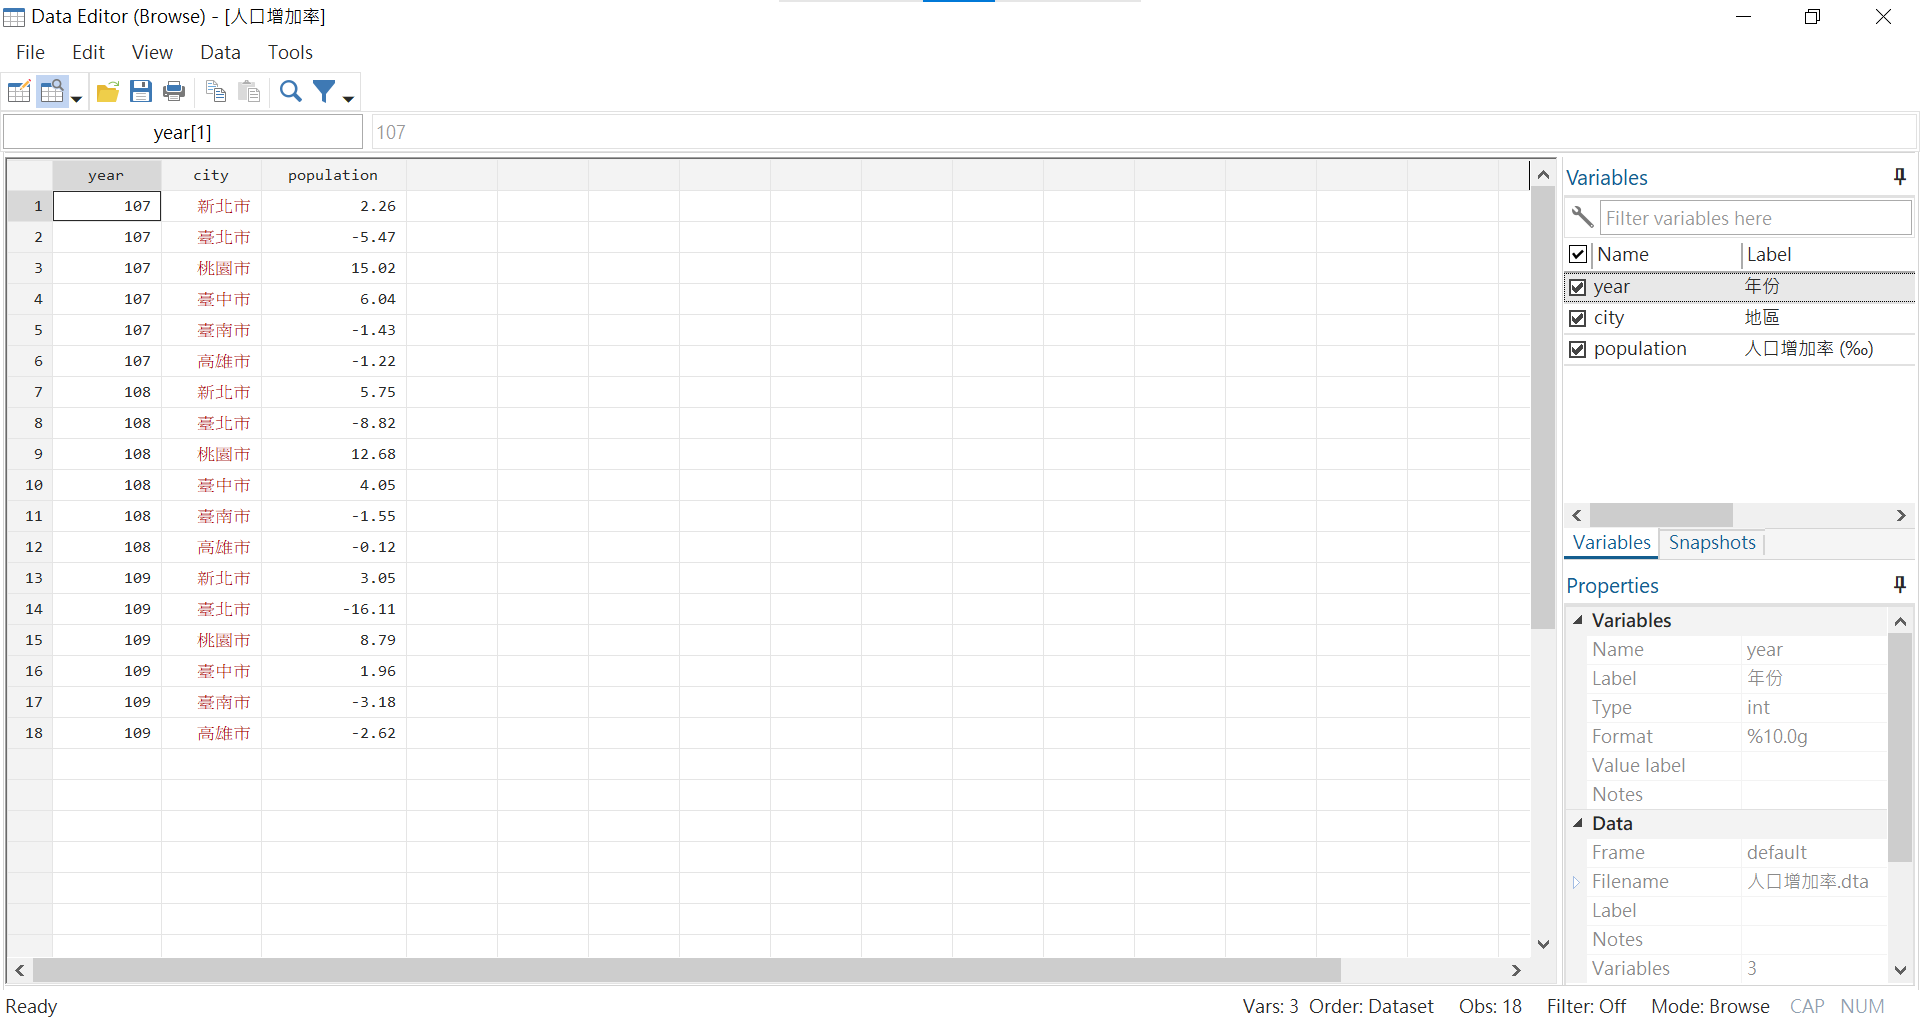 Data Editor (Browse) - [人口增加率]
File Edit View Data Tools
year[1] 107
year city population
1 107 新北市 2.26
2 107 臺北市 -5.47
3 107 桃園市 15.02
4 107 臺中市 6.04
5 107 臺南市 -1.43
6 107 高雄市 -1.22
7 108 新北市 5.75
8 108 臺北市 -8.82
9 108 桃園市 12.68
10 108 臺中市 4.05
11 108 臺南市 -1.55
12 108 高雄市 -0.12
13 109 新北市 3.05
14 109 臺北市 -16.11
15 109 桃園市 8.79
16 109 臺中市 1.96
17 109 臺南市 -3.18
18 109 高雄市 -2.62
Variables
Filter variables here
Name Label
year 年份
city 地區
population 人口增加率 (‰)
Variables Snapshots
Properties
Variables
Name year
Label 年份
Type int
Format %10.0g
Value label
Notes
Data
Frame default
Filename 人口增加率.dta
Label
Notes
Variables 3
Ready Vars: 3 Order: Dataset Obs: 18 Filter: Off Mode: Browse CAP NUM